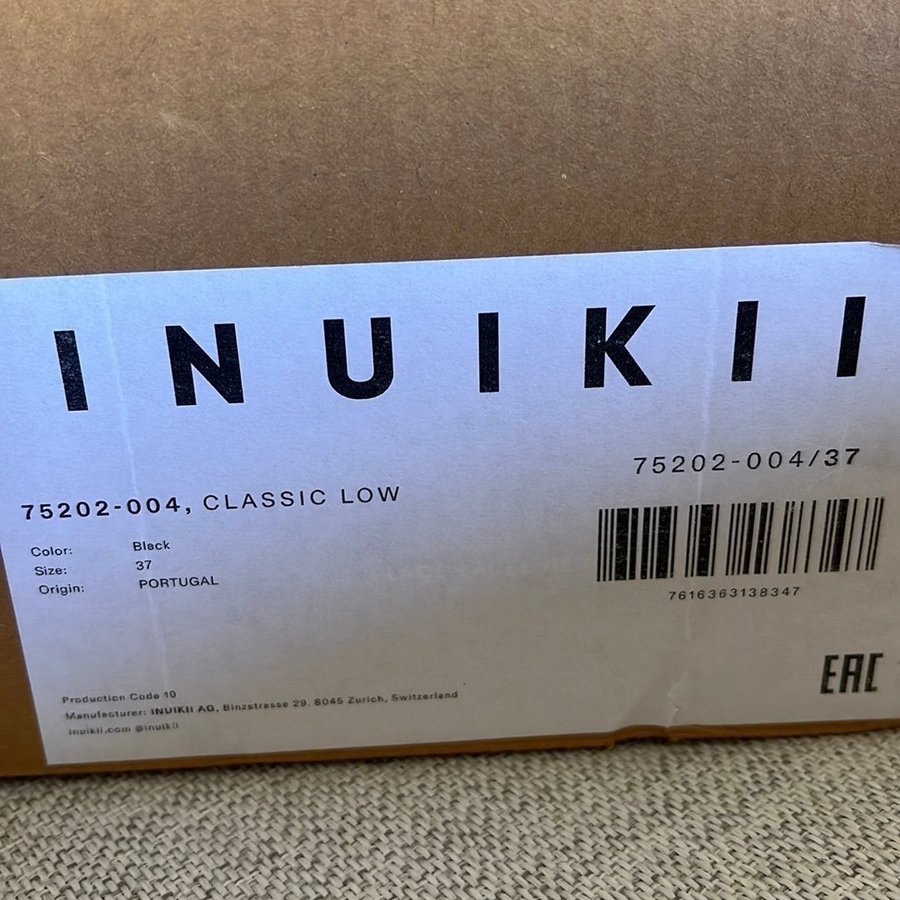 INUIKII
75202-004, CLASSIC LOW
Color: Black
Size: 37
Origin: PORTUGAL
75202-004/37
7616363138347
Production Code 10
Manufacturer: INUIKII AG, Binzstrasse 29, 8045 Zurich, Switzerland
inuikii.com @inuikii
EAC